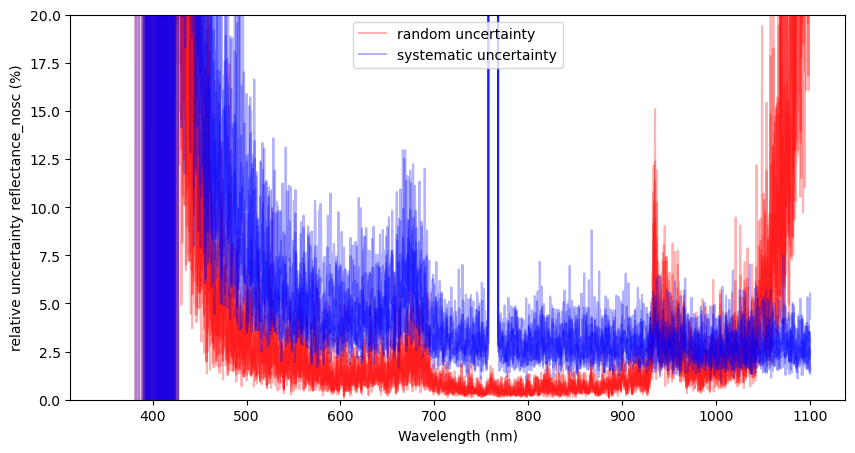 relative uncertainty reflectance_nosc (%)
20.0
17.5
15.0
12.5
10.0
7.5
5.0
2.5
0.0
random uncertainty
systematic uncertainty
400 500 600 700 800 900 1000 1100
Wavelength (nm)